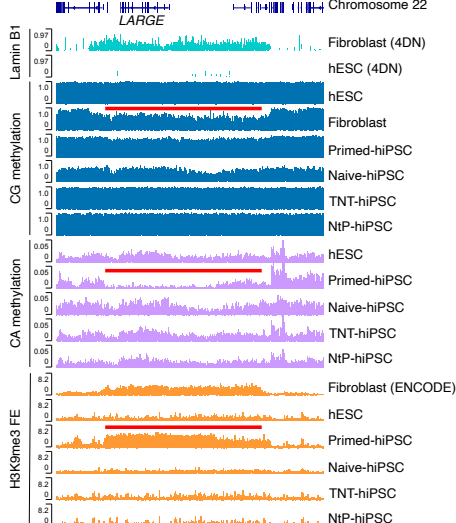 Chromosome 22
LARGE
Lamin B1
0.97
0
Fibroblast (4DN)
0.97
0
hESC (4DN)
CG methylation
1.0
0
hESC
1.0
0
Fibroblast
1.0
0
Primed-hiPSC
1.0
0
Naive-hiPSC
1.0
0
TNT-hiPSC
1.0
0
NtP-hiPSC
CA methylation
0.05
0
hESC
0.05
0
Primed-hiPSC
0.05
0
Naive-hiPSC
0.05
0
TNT-hiPSC
0.05
0
NtP-hiPSC
H3K9me3 FE
8.2
0
Fibroblast (ENCODE)
8.2
0
hESC
8.2
0
Primed-hiPSC
8.2
0
Naive-hiPSC
8.2
0
TNT-hiPSC
8.2
0
NtP-hiPSC